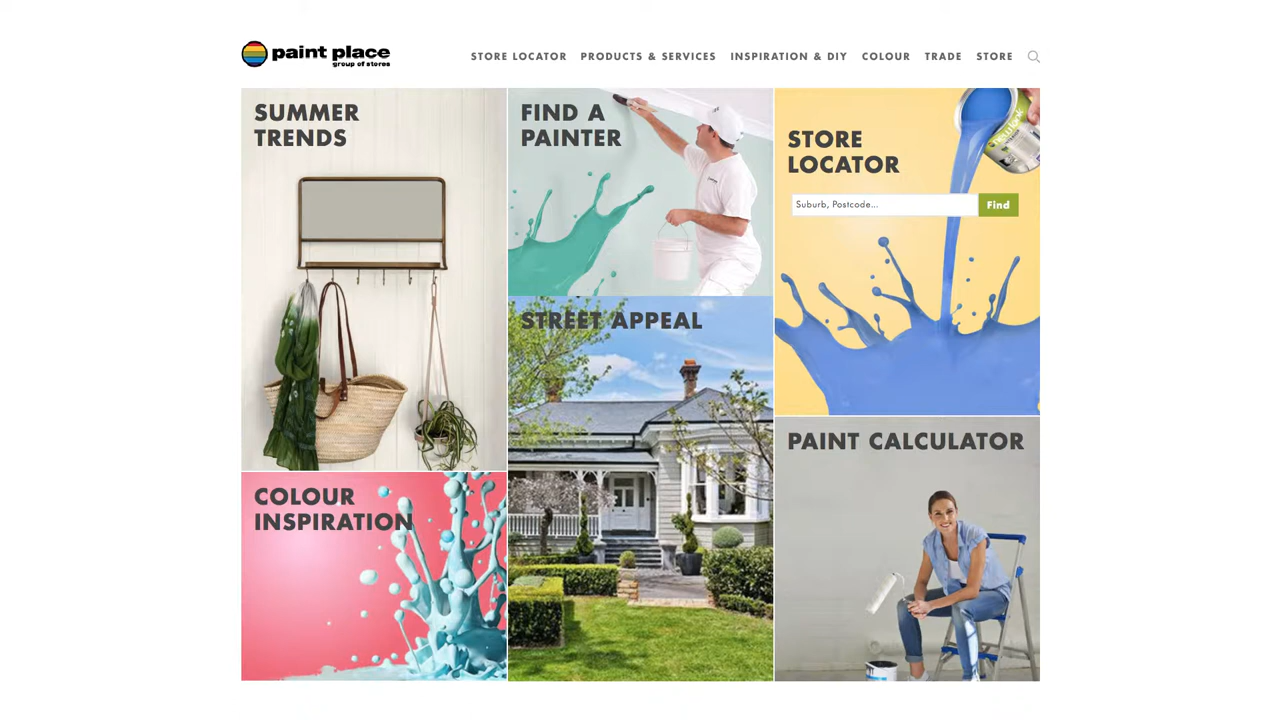 paint place
group of stores
STORE LOCATOR PRODUCTS & SERVICES INSPIRATION & DIY COLOUR TRADE STORE
SUMMER
TRENDS
FIND A
PAINTER
STORE
LOCATOR
Suburb, Postcode... Find
STREET APPEAL
PAINT CALCULATOR
COLOUR
INSPIRATION